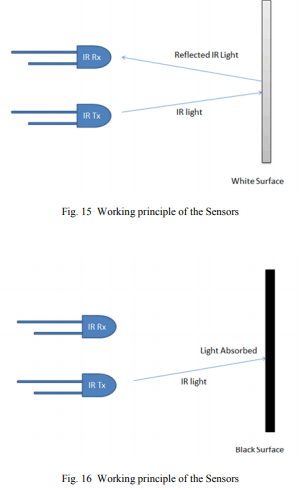 Reflected IR Light
IR Rx
IR Tx
IR light
White Surface
Fig. 15 Working principle of the Sensors
IR Rx
Light Absorbed
IR Tx
IR light
Black Surface
Fig. 16 Working principle of the Sensors